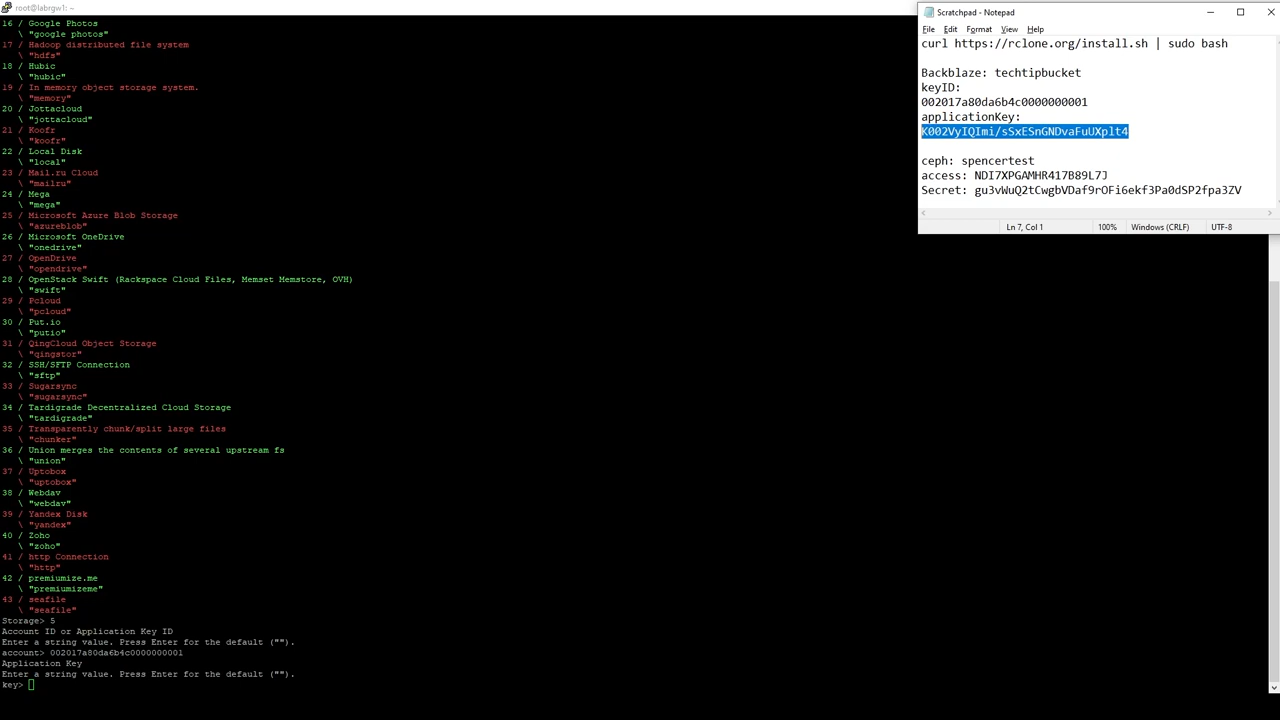 root@labrgw1: ~
16 / Google Photos
\ "google photos"
17 / Hadoop distributed file system
\ "hdfs"
18 / Hubic
\ "hubic"
19 / In memory object storage system.
\ "memory"
20 / Jottacloud
\ "jottacloud"
21 / Koofr
\ "koofr"
22 / Local Disk
\ "local"
23 / Mail.ru Cloud
\ "mailru"
24 / Mega
\ "mega"
25 / Microsoft Azure Blob Storage
\ "azureblob"
26 / Microsoft OneDrive
\ "onedrive"
27 / OpenDrive
\ "opendrive"
28 / OpenStack Swift (Rackspace Cloud Files, Memset Memstore, OVH)
\ "swift"
29 / Pcloud
\ "pcloud"
30 / Put.io
\ "putio"
31 / QingCloud Object Storage
\ "qingstor"
32 / SSH/SFTP Connection
\ "sftp"
33 / Sugarsync
\ "sugarsync"
34 / Tardigrade Decentralized Cloud Storage
\ "tardigrade"
35 / Transparently chunk/split large files
\ "chunker"
36 / Union merges the contents of several upstream fs
\ "union"
37 / Uptobox
\ "uptobox"
38 / Webdav
\ "webdav"
39 / Yandex Disk
\ "yandex"
40 / Zoho
\ "zoho"
41 / http Connection
\ "http"
42 / premiumize.me
\ "premiumizeme"
43 / seafile
\ "seafile"
Storage> 5
Account ID or Application Key ID
Enter a string value. Press Enter for the default ("").
account> 002017a80da6b4c0000000001
Application Key
Enter a string value. Press Enter for the default ("").
key>
Scratchpad - Notepad
File Edit Format View Help
curl https://rclone.org/install.sh | sudo bash
Backblaze: techtipbucket
keyID:
002017a80da6b4c0000000001
applicationKey:
K002VyIQImi/sSxESnGNDvaFuUXplt4
ceph: spencertest
access: NDI7XPGAMHR417B89L7J
Secret: gu3vWuQ2tCwgbVDaf9rOFi6ekf3Pa0dSP2fpa3ZV
Ln 7, Col 1 100% Windows (CRLF) UTF-8